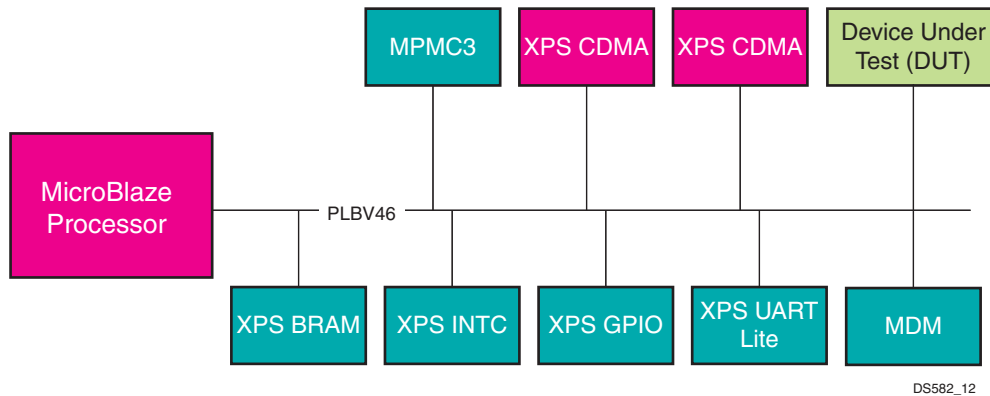 MPMC3
XPS CDMA
XPS CDMA
Device Under
Test (DUT)
MicroBlaze
Processor
PLBV46
XPS BRAM
XPS INTC
XPS GPIO
XPS UART
Lite
MDM
DS582_12